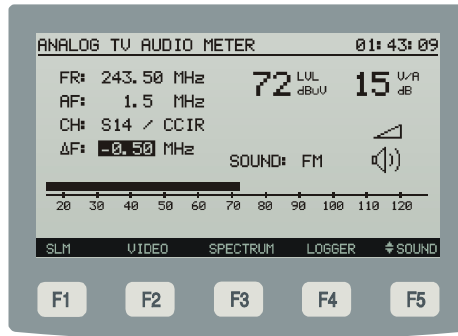 ANALOG TV AUDIO METER 01:43:09
FR: 243.50 MHz 72 LVL dBuV 15 V/A dB
AF: 1.5 MHz
CH: S14 / CCIR
ΔF: -0.50 MHz
SOUND: FM
20 30 40 50 60 70 80 90 100 110 120
SLM VIDEO SPECTRUM LOGGER SOUND
F1 F2 F3 F4 F5